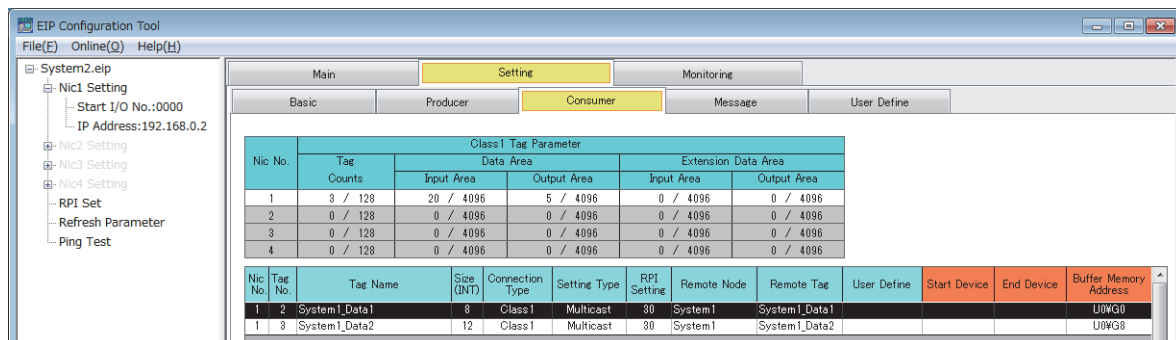 EIP Configuration Tool
File(F) Online(O) Help(H)
System2.eip
Nic1 Setting
Start I/O No.:0000
IP Address:192.168.0.2
Nic2 Setting
Nic3 Setting
Nic4 Setting
RPI Set
Refresh Parameter
Ping Test
Main Setting Monitoring
Basic Producer Consumer Message User Define
Class1 Tag Parameter
Nic No. Tag Counts Data Area Extension Data Area
Input Area Output Area Input Area Output Area
1 3 / 128 20 / 4096 5 / 4096 0 / 4096 0 / 4096
2 0 / 128 0 / 4096 0 / 4096 0 / 4096 0 / 4096
3 0 / 128 0 / 4096 0 / 4096 0 / 4096 0 / 4096
4 0 / 128 0 / 4096 0 / 4096 0 / 4096 0 / 4096
Nic No. Tag No. Tag Name Size (INT) Connection Type Setting Type RPI Setting Remote Node Remote Tag User Define Start Device End Device Buffer Memory Address
1 2 System1_Data1 8 Class1 Multicast 30 System1 System1_Data1 U0¥G0
1 3 System1_Data2 12 Class1 Multicast 30 System1 System1_Data2 U0¥G8